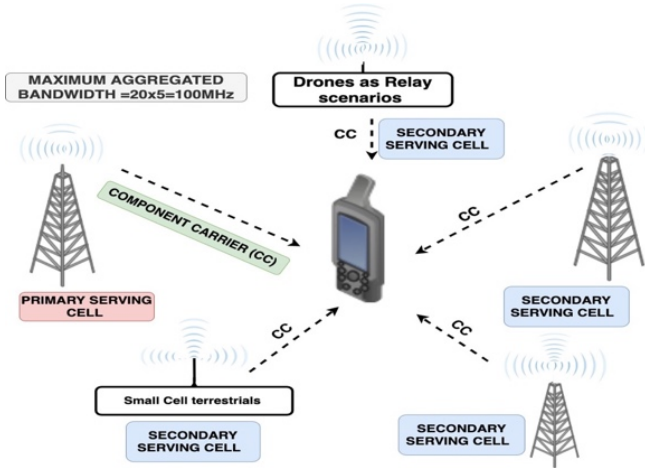 MAXIMUM AGGREGATED
BANDWIDTH =20x5=100MHz
Drones as Relay
scenarios
CC
SECONDARY
SERVING CELL
COMPONENT CARRIER (CC)
CC
PRIMARY SERVING
CELL
SECONDARY
SERVING CELL
CC
CC
Small Cell terrestrials
SECONDARY
SERVING CELL
SECONDARY
SERVING CELL